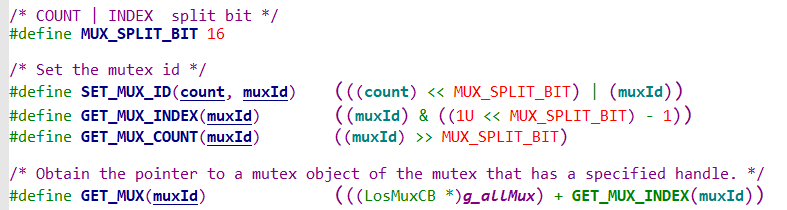 /* COUNT | INDEX  split bit */
#define MUX_SPLIT_BIT 16
/* Set the mutex id */
#define SET_MUX_ID(count, muxId)    (((count) << MUX_SPLIT_BIT) | (muxId))
#define GET_MUX_INDEX(muxId)        ((muxId) & ((1U << MUX_SPLIT_BIT) - 1))
#define GET_MUX_COUNT(muxId)        ((muxId) >> MUX_SPLIT_BIT)
/* Obtain the pointer to a mutex object of the mutex that has a specified handle. */
#define GET_MUX(muxId)              (((LosMuxCB *)g_allMux) + GET_MUX_INDEX(muxId))